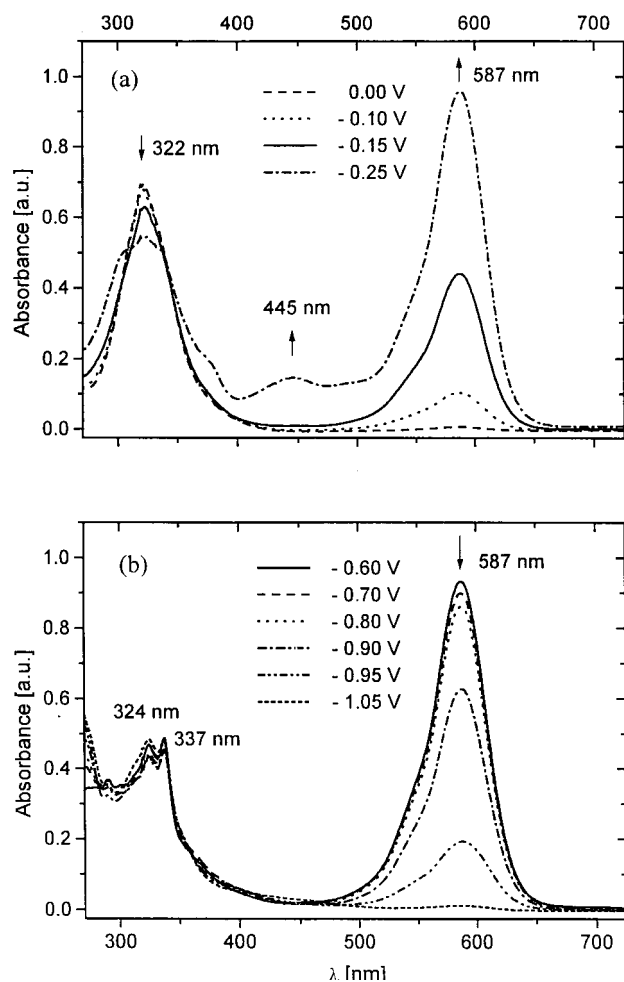 300 400 500 600 700
(a)
0.00 V
- 0.10 V
- 0.15 V
- 0.25 V
587 nm
322 nm
445 nm
Absorbance [a.u.]
1.0
0.8
0.6
0.4
0.2
0.0
(b)
- 0.60 V
- 0.70 V
- 0.80 V
- 0.90 V
- 0.95 V
- 1.05 V
587 nm
324 nm
337 nm
Absorbance [a.u.]
1.0
0.8
0.6
0.4
0.2
0.0
300 400 500 600 700
λ [nm]